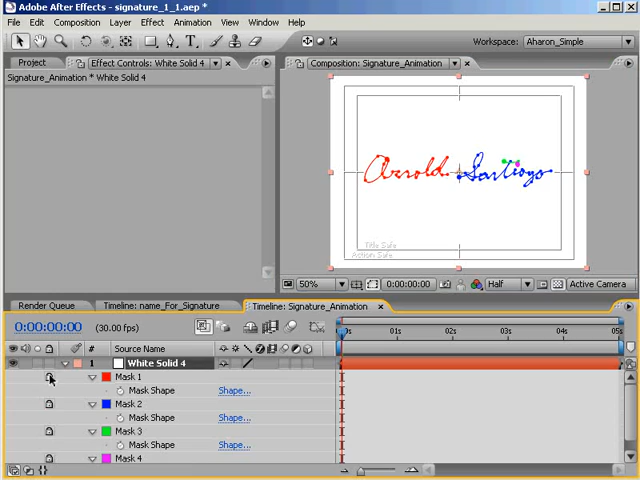 Adobe After Effects - signature_1_1.aep *
File Edit Composition Layer Effect Animation View Window Help
Workspace: Aharon_Simple
Project Effect Controls: White Solid 4
Composition: Signature_Animation
Signature_Animation * White Solid 4
Arnold Santiago
Title Safe
Action Safe
50% 0:00:00:00 Half Active Camera
Render Queue Timeline: name_For_Signature Timeline: Signature_Animation
0:00:00:00 (30.00 fps)
01s 02s 03s 04s 05s
# Source Name
1 White Solid 4
Mask 1
Mask Shape Shape...
Mask 2
Mask Shape Shape...
Mask 3
Mask Shape Shape...
Mask 4